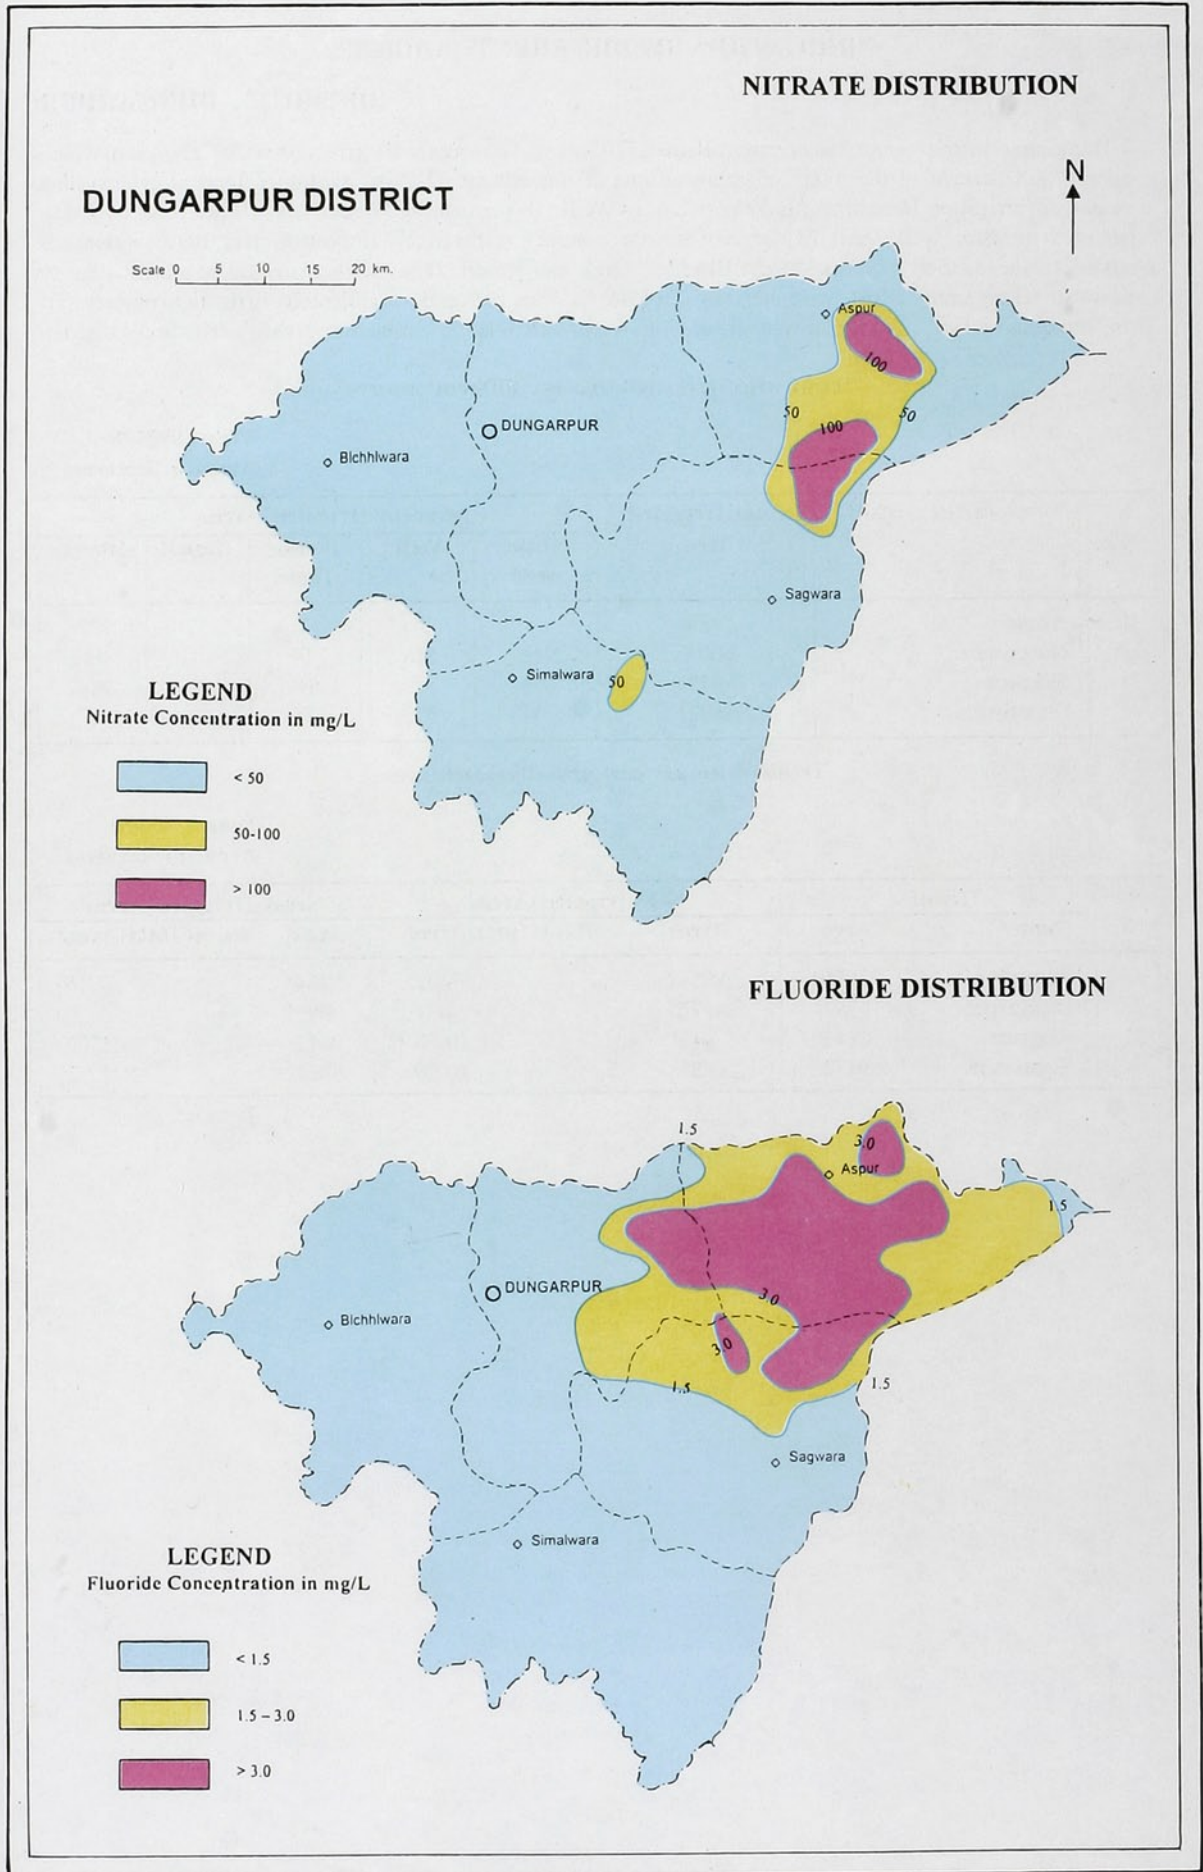 NITRATE DISTRIBUTION
N
DUNGARPUR DISTRICT
Scale 0 5 10 15 20 km.
Aspur
100
50
50
100
DUNGARPUR
Bichhiwara
Sagwara
Simalwara
50
LEGEND
Nitrate Concentration in mg/L
< 50
50-100
> 100
FLUORIDE DISTRIBUTION
1.5
3.0
Aspur
1.5
DUNGARPUR
3.0
Bichhiwara
3.0
1.5
1.5
Sagwara
Simalwara
LEGEND
Fluoride Concentration in mg/L
< 1.5
1.5 – 3.0
> 3.0